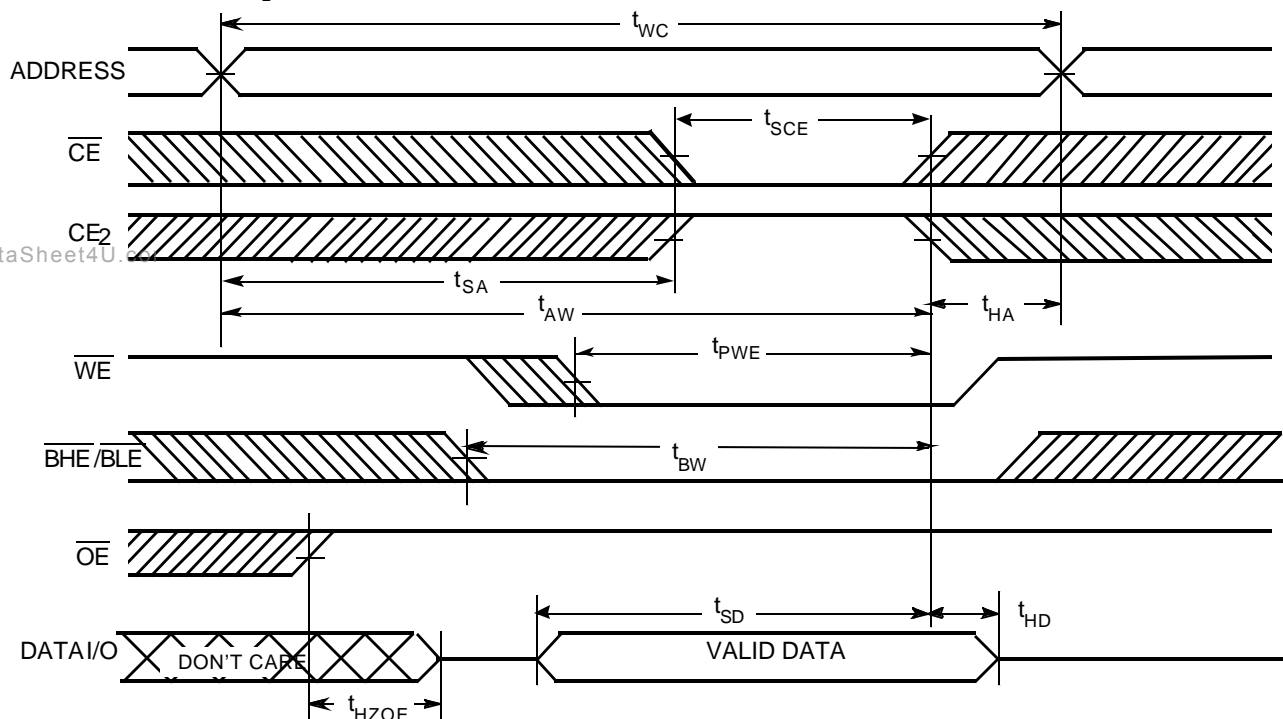 tWC
ADDRESS
tSCE
CE
CE2
taSheet4U.com
tSA
tAW
tHA
tPWE
WE
BHE/BLE
tBW
OE
tSD
tHD
DATA I/O
DON'T CARE
VALID DATA
tHZOE